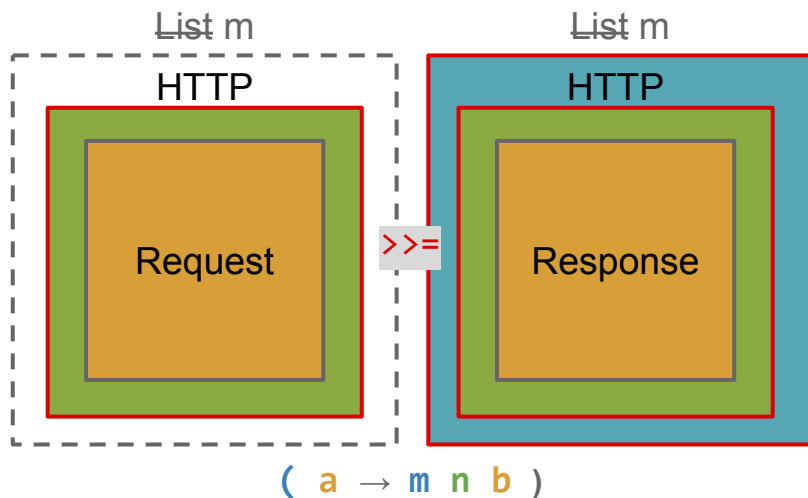 List m
List m
HTTP
HTTP
Request
>>=
Response
( a → m n b )